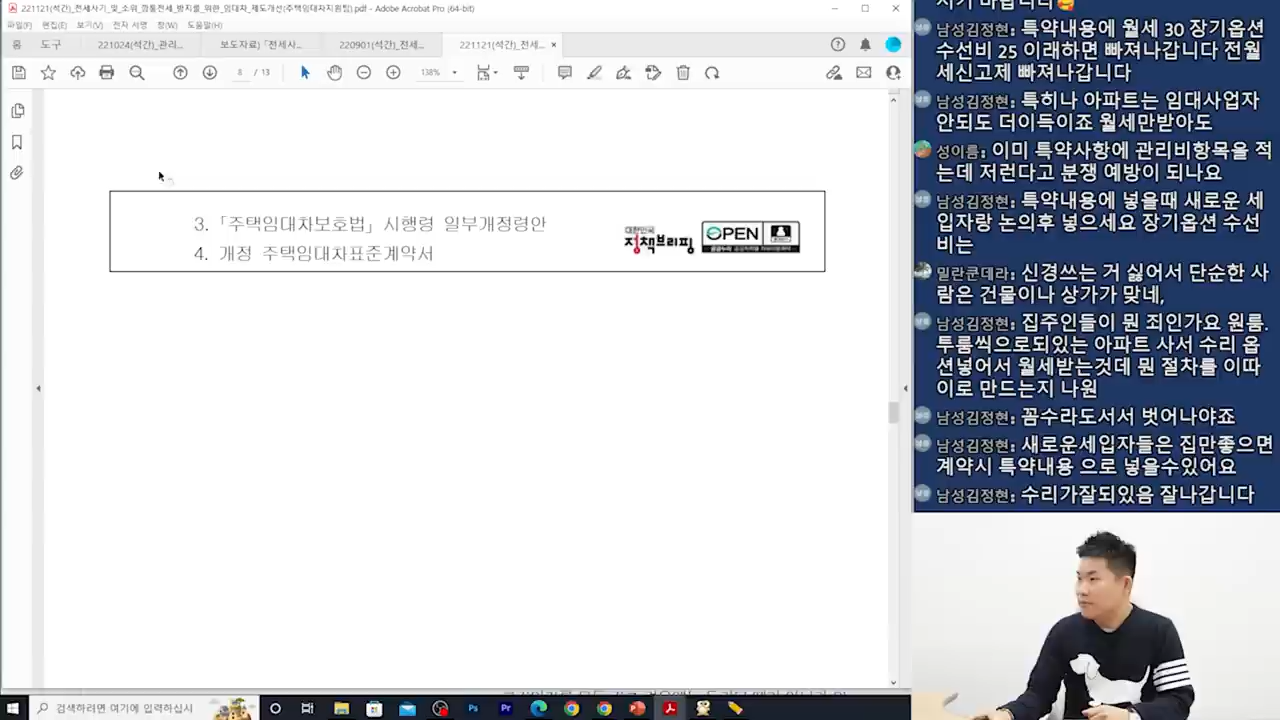 221121(석간)_전세사기_및_소위_깡통전세_방지를_위한_임대차_제도개선(주택임대차지원팀).pdf - Adobe Acrobat Pro (64-bit)
파일(F) 편집(E) 보기(V) 전자 서명 창(W) 도움말(H)
홈 도구 221024(석간)_관리... 보도자료) 「전세사... 220901(석간)_전세... 221121(석간)_전세... ×
8 / 13 138%
3. 「주택임대차보호법」 시행령 일부개정령안
4. 개정 주택임대차표준계약서
대한민국
정책브리핑
OPEN
검색하려면 여기에 입력하십시
남성김정현: 특약내용에 월세 30 장기옵션
수선비 25 이래하면 빠져나갑니다 전월
세신고제 빠져나갑니다
남성김정현: 특히나 아파트는 임대사업자
안되도 더이득이죠 월세만받아도
성이름: 이미 특약사항에 관리비항목을 적
는데 저런다고 분쟁 예방이 되나요
남성김정현: 특약내용에 넣을때 새로운 세
입자랑 논의후 넣으세요 장기옵션 수선
비는
밀란쿤데라: 신경쓰는 거 싫어서 단순한 사
람은 건물이나 상가가 맞네,
남성김정현: 집주인들이 뭔 죄인가요 원룸.
투룸씩으로되있는 아파트 사서 수리 옵
션넣어서 월세받는것데 뭔 절차를 이따
이로 만드는지 나원
남성김정현: 꼼수라도서서 벗어나야죠
남성김정현: 새로운세입자들은 집만좋으면
계약시 특약내용 으로 넣을수있어요
남성김정현: 수리가잘되있음 잘나갑니다